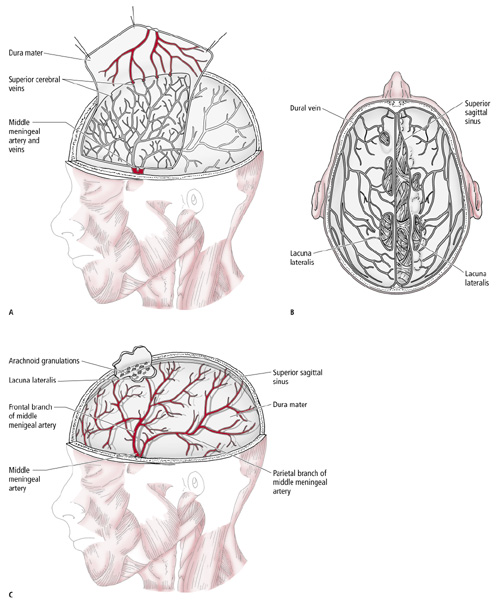 Dura mater
Superior cerebral
veins
Middle
meningeal
artery and
veins
A
Dural vein
Superior
sagittal
sinus
Lacuna
lateralis
Lacuna
lateralis
B
Arachnoid granulations
Lacuna lateralis
Frontal branch
of middle
menigeal artery
Middle
meningeal
artery
Superior sagittal
sinus
Dura mater
Parietal branch of
middle meningeal
artery
C